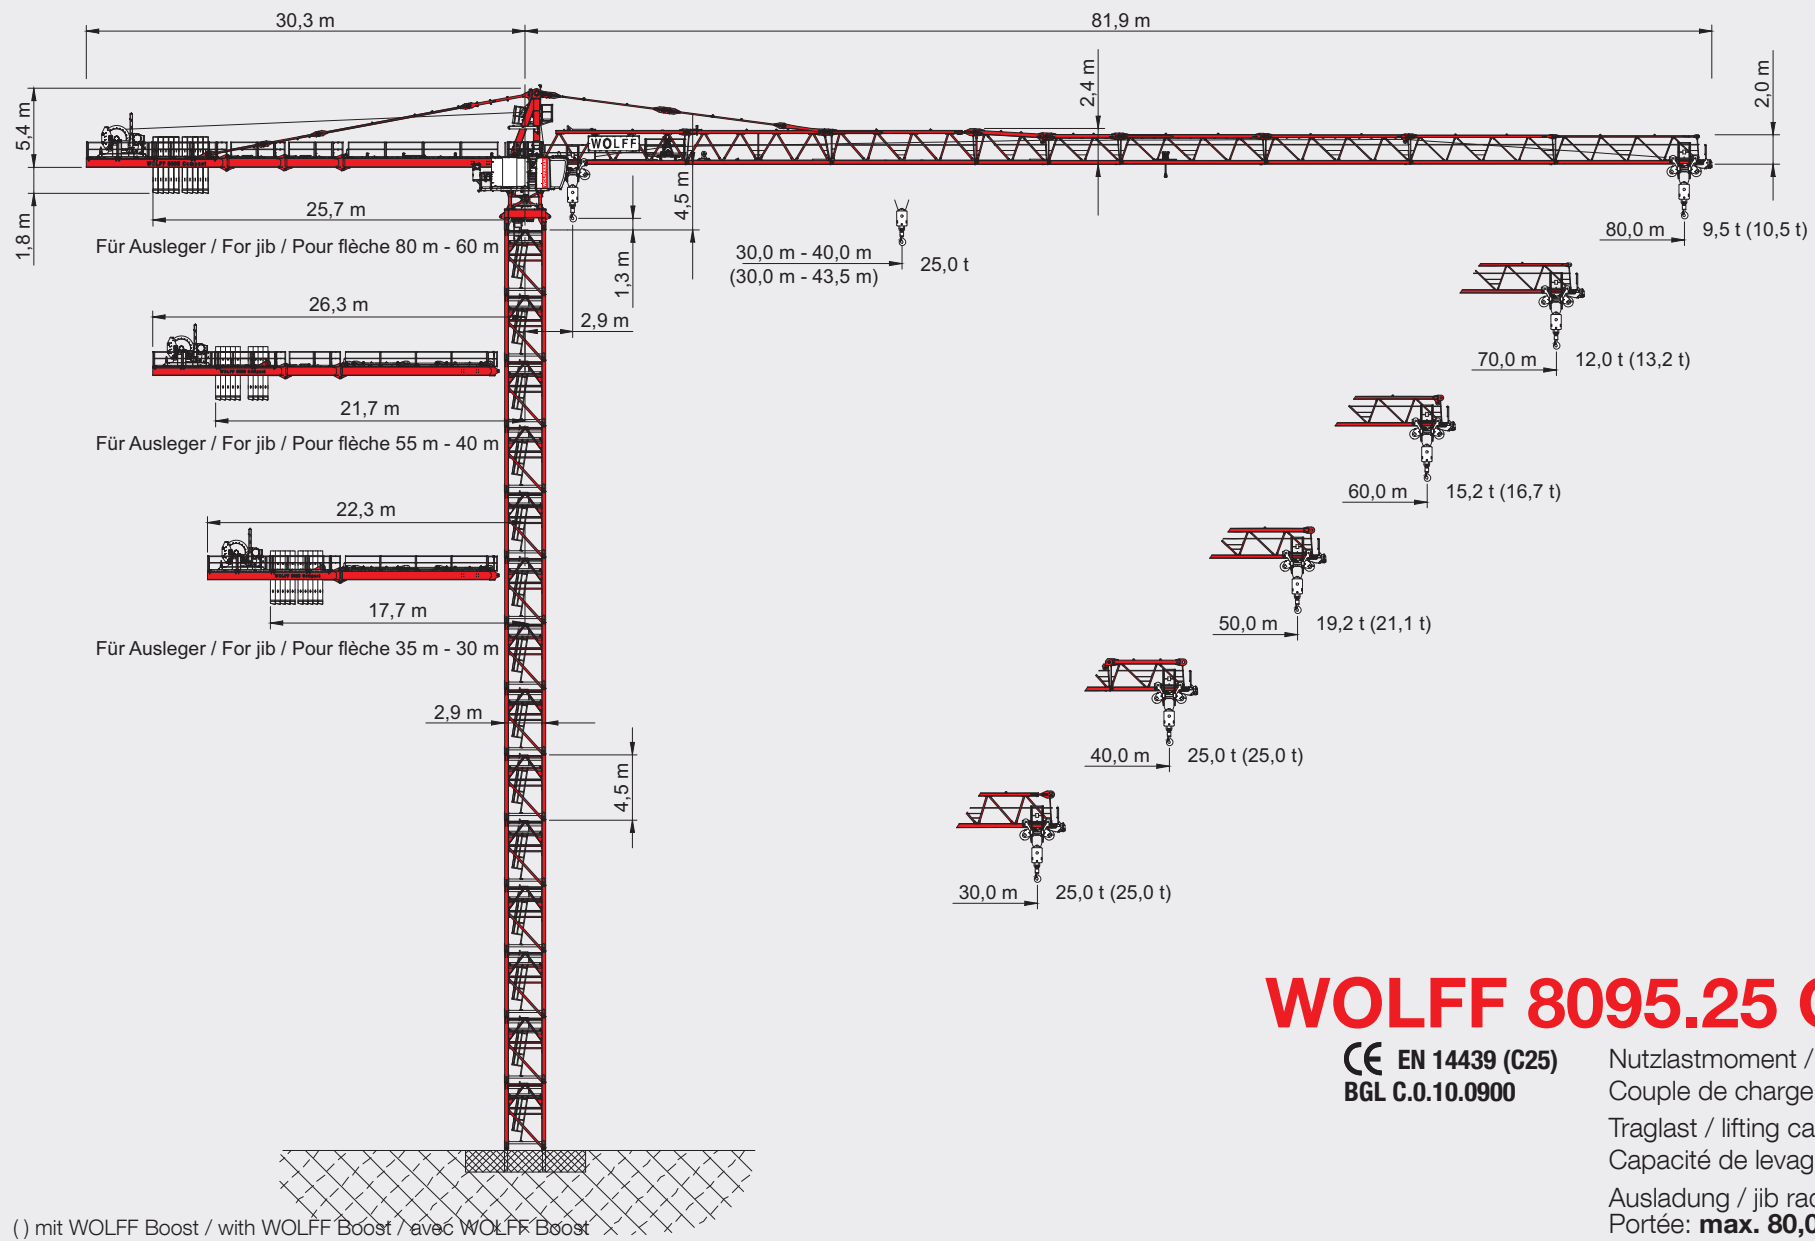 30,3 m
81,9 m
5,4 m
2,4 m
2,0 m
WOLFF
1,8 m
4,5 m
25,7 m
Für Ausleger / For jib / Pour flèche 80 m - 60 m
1,3 m
30,0 m - 40,0 m
(30,0 m - 43,5 m)
25,0 t
80,0 m
9,5 t (10,5 t)
26,3 m
2,9 m
70,0 m
12,0 t (13,2 t)
21,7 m
Für Ausleger / For jib / Pour flèche 55 m - 40 m
60,0 m
15,2 t (16,7 t)
22,3 m
17,7 m
Für Ausleger / For jib / Pour flèche 35 m - 30 m
50,0 m
19,2 t (21,1 t)
2,9 m
4,5 m
40,0 m
25,0 t (25,0 t)
30,0 m
25,0 t (25,0 t)
WOLFF 8095.25
CE EN 14439 (C25)
BGL C.0.10.0900
Nutzlastmoment /
Couple de charge
Traglast / lifting ca
Capacité de levag
Ausladung / jib rad
Portée: max. 80,0
( ) mit WOLFF Boost / with WOLFF Boost / avec WOLFF Boost